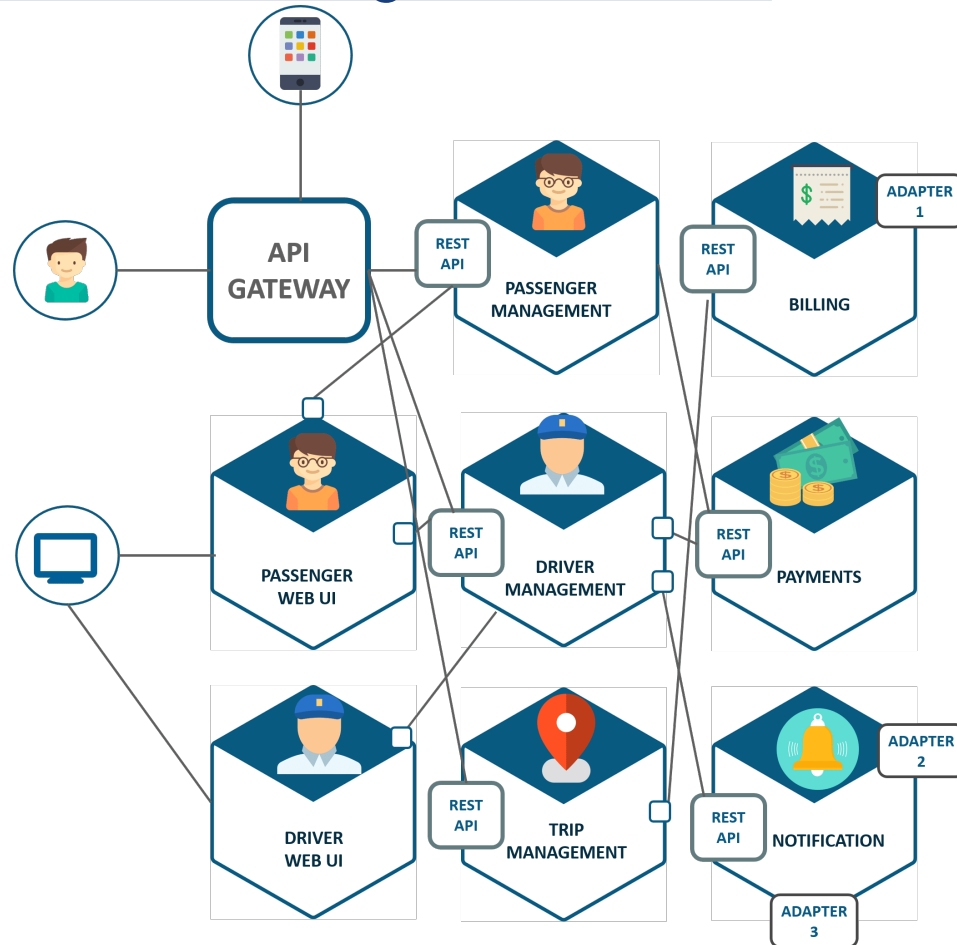 API
GATEWAY
REST
API
PASSENGER
MANAGEMENT
REST
API
BILLING
ADAPTER
1
PASSENGER
WEB UI
REST
API
DRIVER
MANAGEMENT
REST
API
PAYMENTS
DRIVER
WEB UI
REST
API
TRIP
MANAGEMENT
REST
API
NOTIFICATION
ADAPTER
2
ADAPTER
3